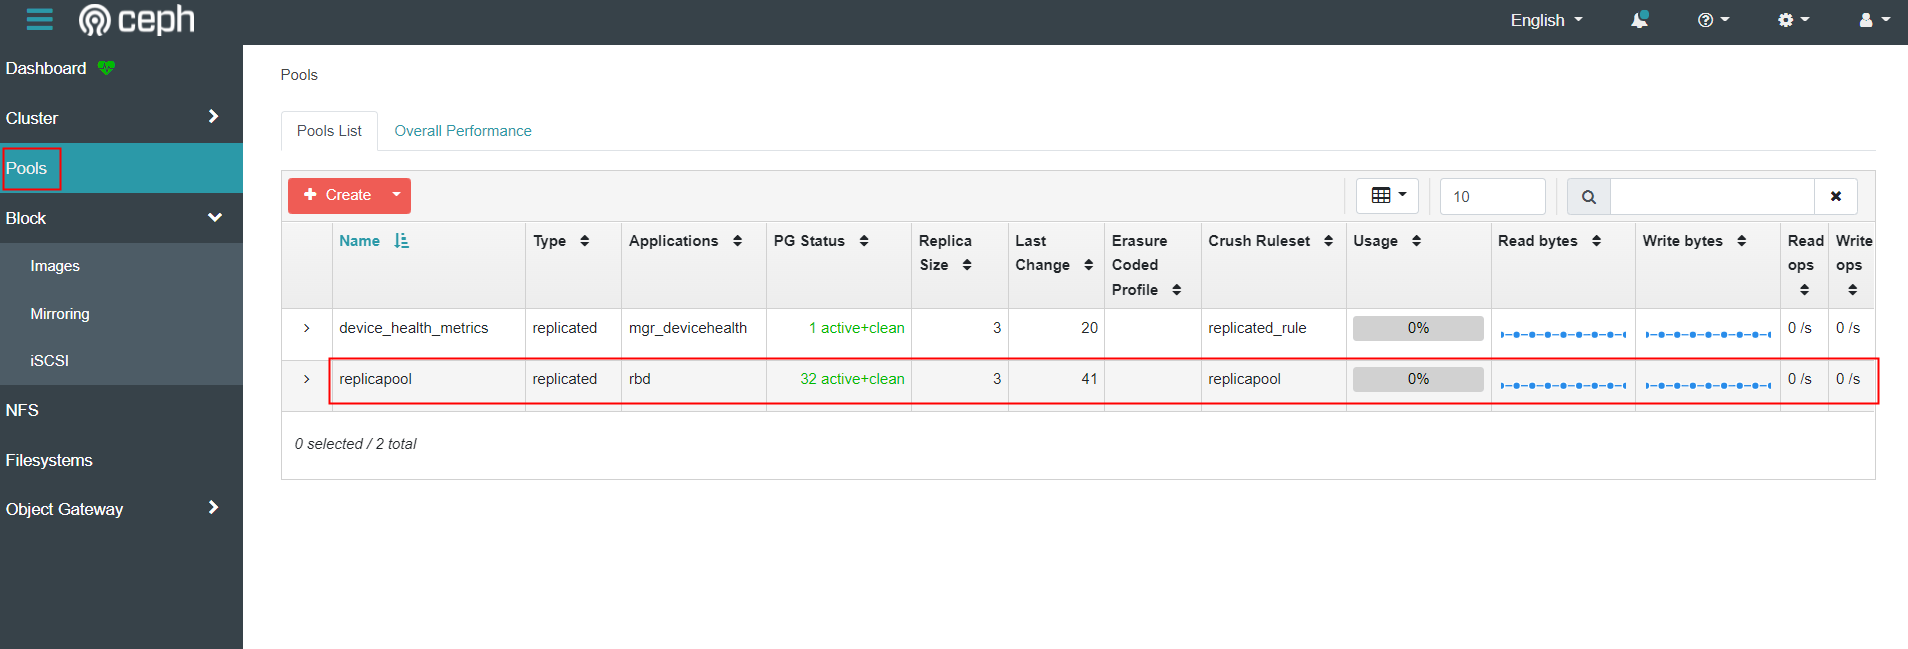 ceph
English
Dashboard
Cluster
Pools
Block
Images
Mirroring
iSCSI
NFS
Filesystems
Object Gateway
Pools
Pools List Overall Performance
Create 10
Name Type Applications PG Status Replica Size Last Change Erasure Coded Profile Crush Ruleset Usage Read bytes Write bytes Read ops Write ops
device_health_metrics replicated mgr_devicehealth 1 active+clean 3 20 replicated_rule 0% 0 /s 0 /s
replicapool replicated rbd 32 active+clean 3 41 replicapool 0% 0 /s 0 /s
0 selected / 2 total